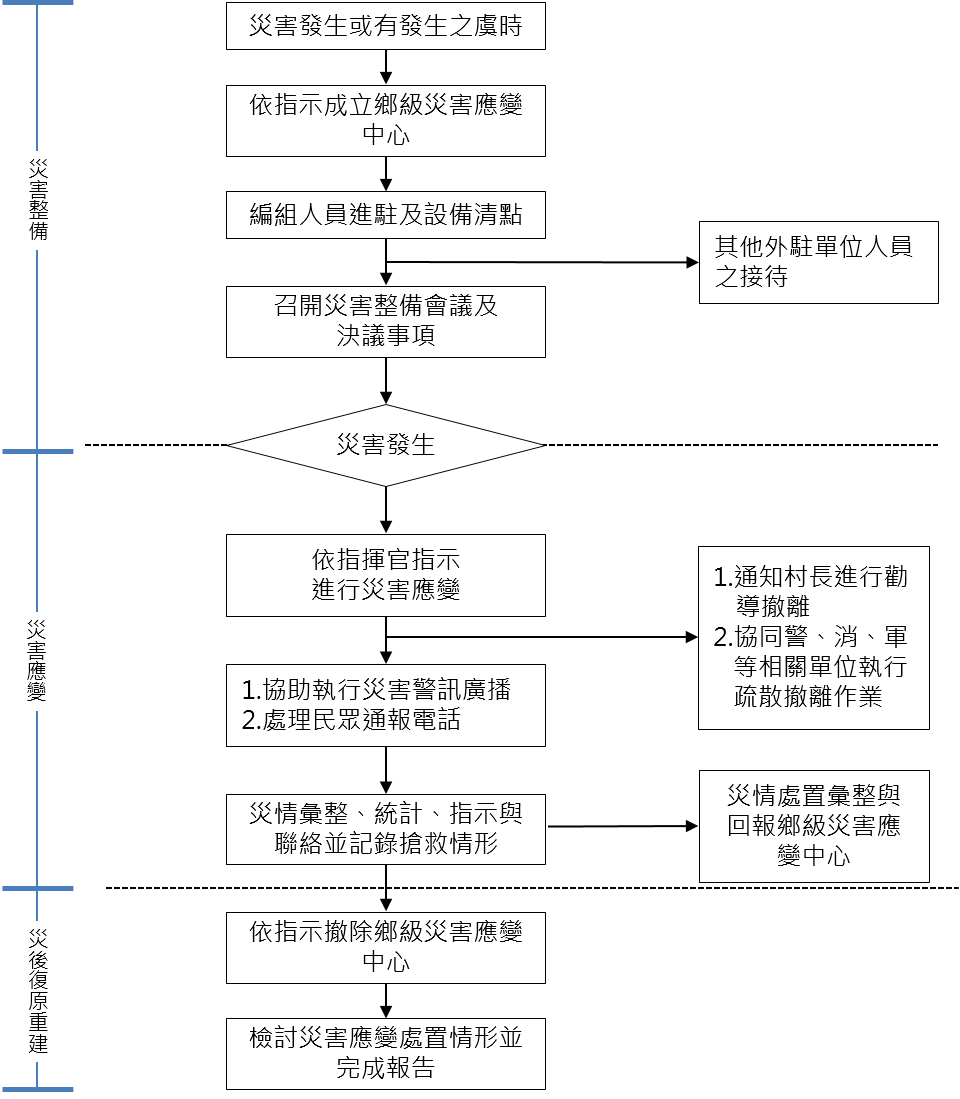 災害整備
災害發生或有發生之虞時
依指示成立鄉級災害應變
中心
編組人員進駐及設備清點
其他外駐單位人員
之接待
召開災害整備會議及
決議事項
災害發生
災害應變
依指揮官指示
進行災害應變
1.通知村長進行勸
導撤離
2.協同警、消、軍
等相關單位執行
疏散撤離作業
1.協助執行災害警訊廣播
2.處理民眾通報電話
災情彙整、統計、指示與
聯絡並記錄搶救情形
災情處置彙整與
回報鄉級災害應
變中心
災後復原重建
依指示撤除鄉級災害應變
中心
檢討災害應變處置情形並
完成報告